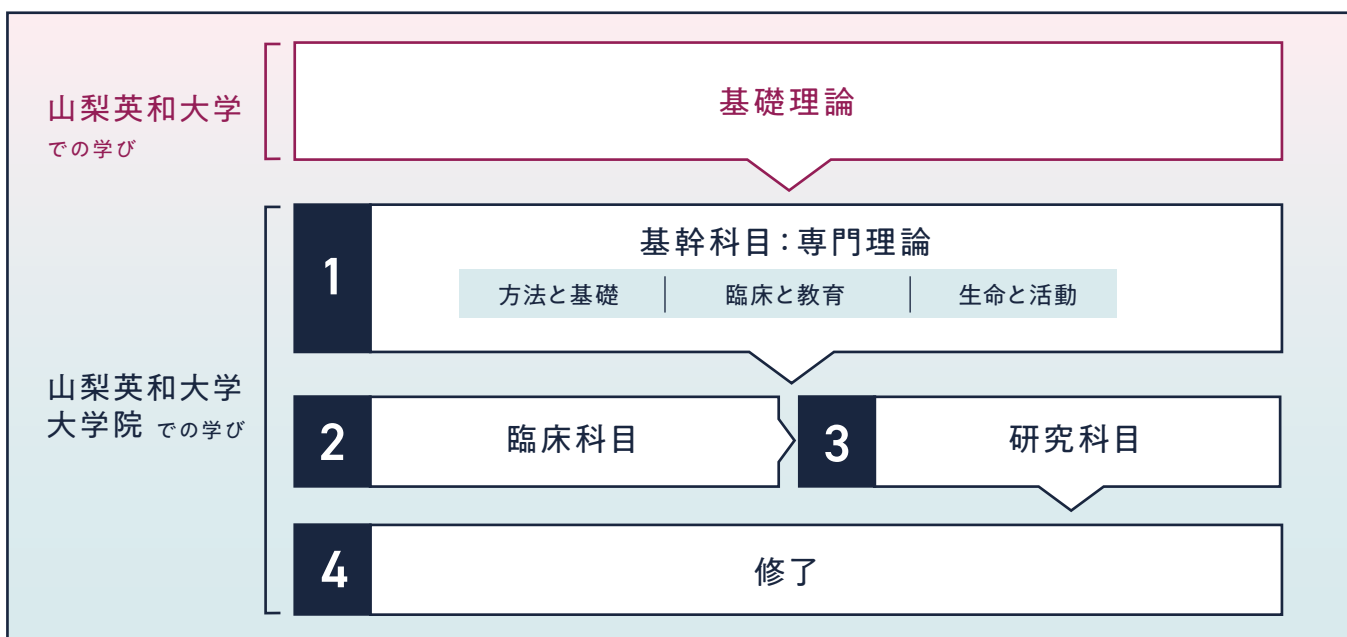 山梨英和大学
での学び
基礎理論
山梨英和大学
大学院 での学び
1
基幹科目：専門理論
方法と基礎
臨床と教育
生命と活動
2
臨床科目
3
研究科目
4
修了